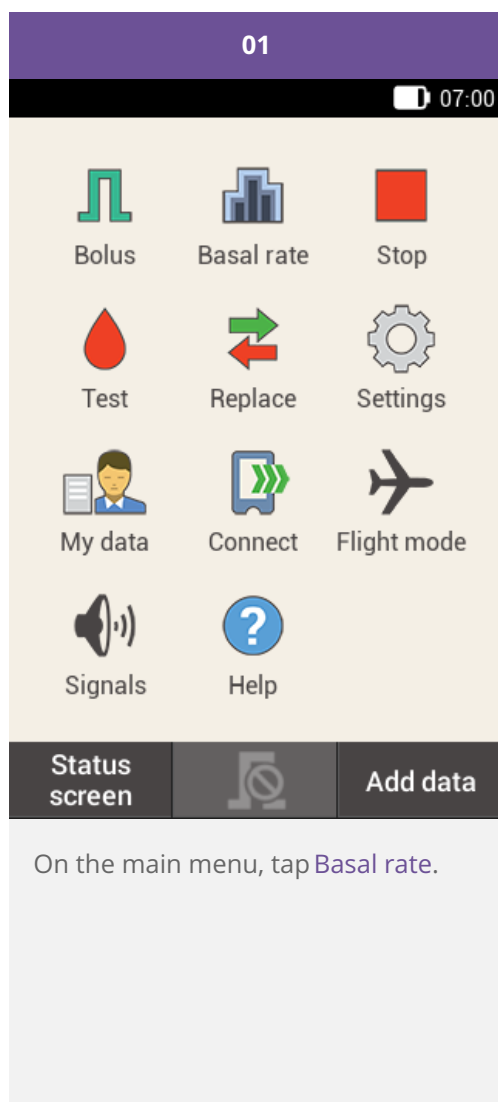 01
07:00
Bolus Basal rate Stop
Test Replace Settings
My data Connect Flight mode
Signals Help
Status
screen
Add data
On the main menu, tap Basal rate.